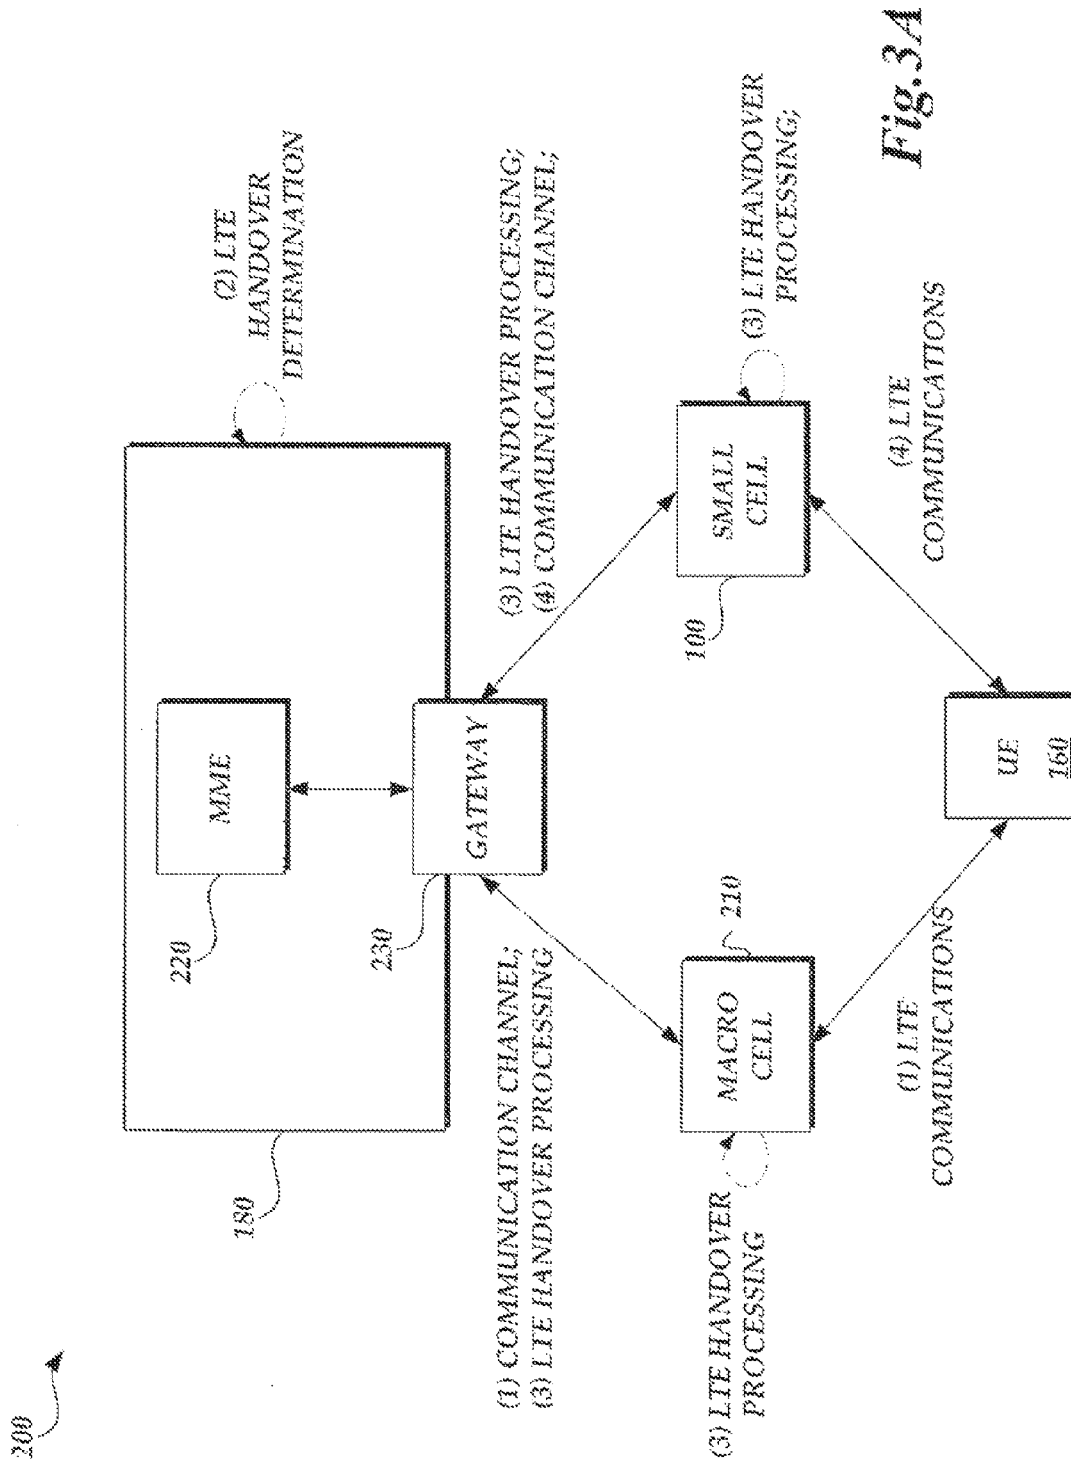 200
180
220
MME
(2) LTE
HANDOVER
DETERMINATION
230
GATEWAY
(1) COMMUNICATION CHANNEL;
(3) LTE HANDOVER PROCESSING
(3) LTE HANDOVER PROCESSING;
(4) COMMUNICATION CHANNEL;
(3) LTE HANDOVER
PROCESSING
MACRO
CELL
210
100
SMALL
CELL
(3) LTE HANDOVER
PROCESSING;
(1) LTE
COMMUNICATIONS
UE
160
(4) LTE
COMMUNICATIONS
Fig.3A